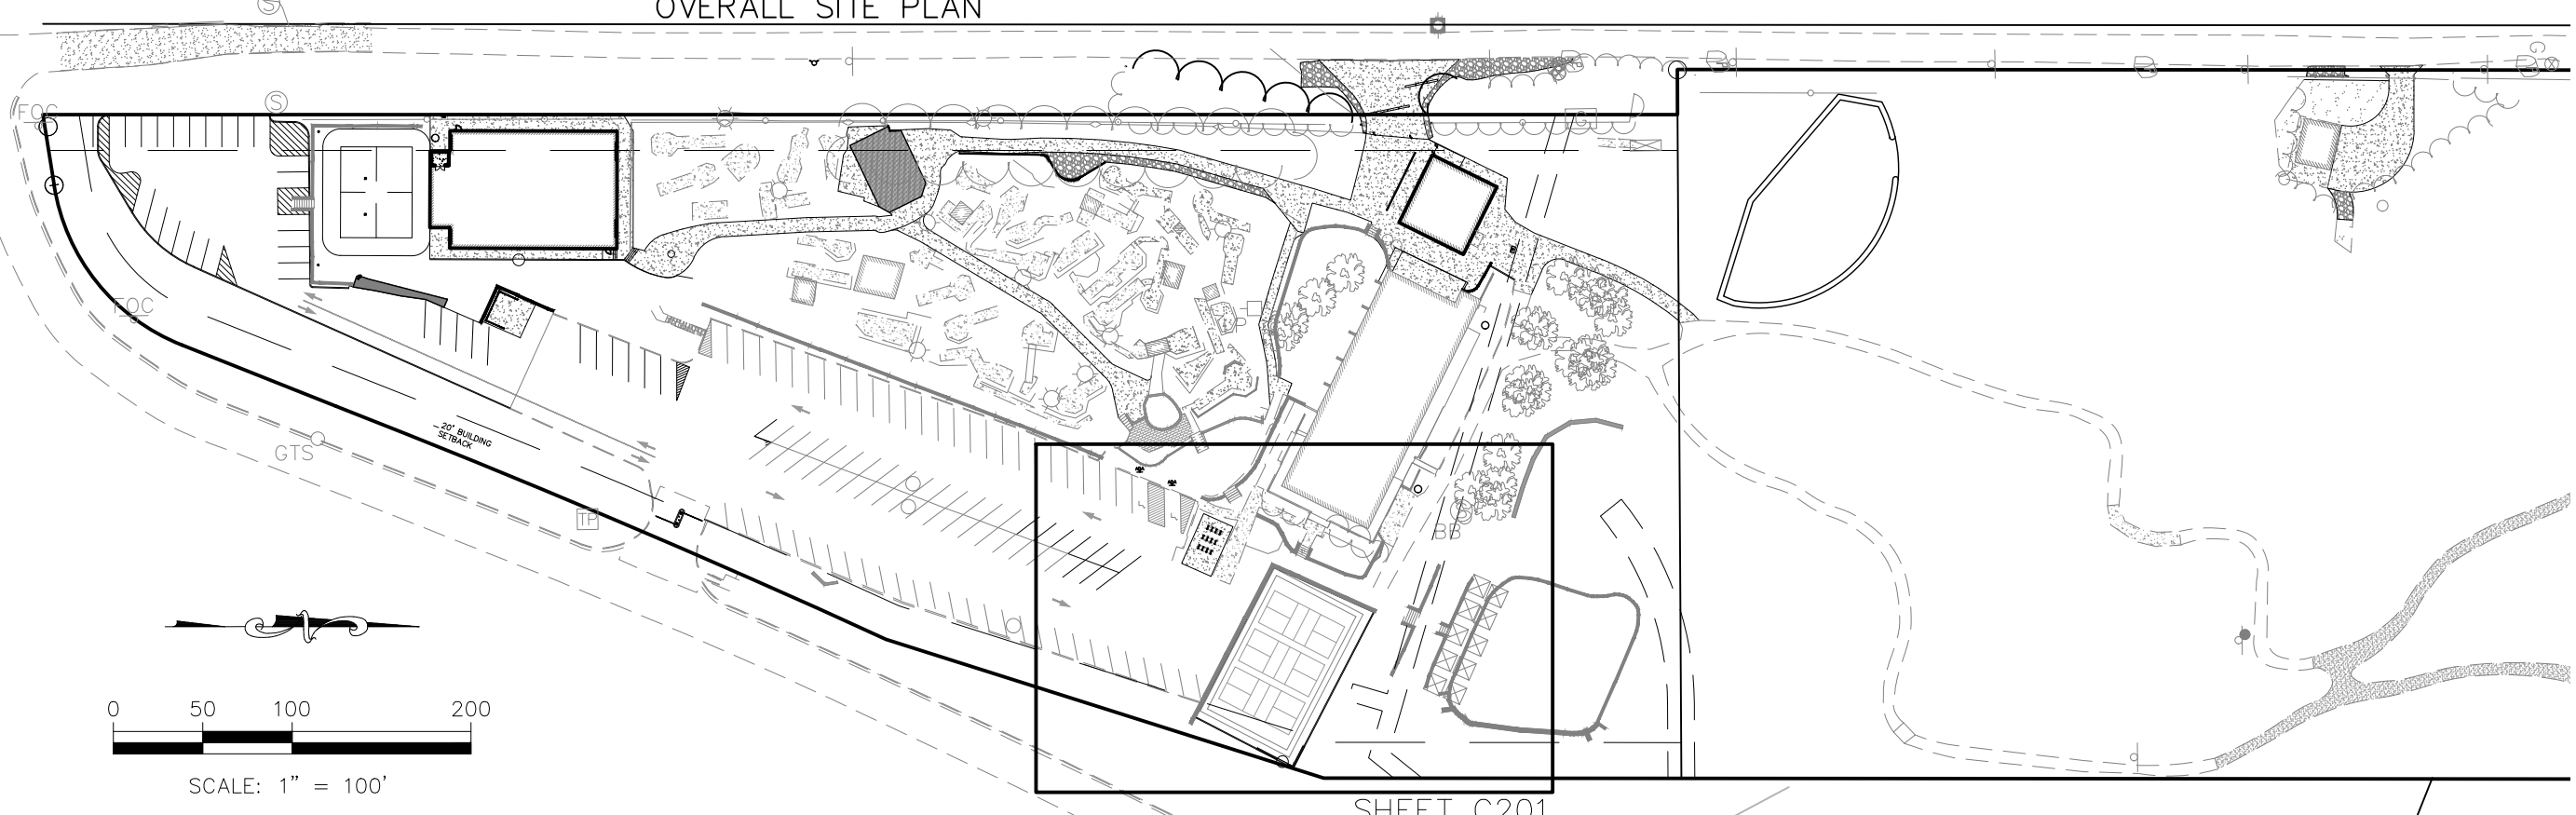 OVERALL SITE PLAN
S
S
FOC
G
FOC
20' BUILDING
SETBACK
GTS
TP
S
BB
N
0 50 100 200
SCALE: 1" = 100'
SHEET C201